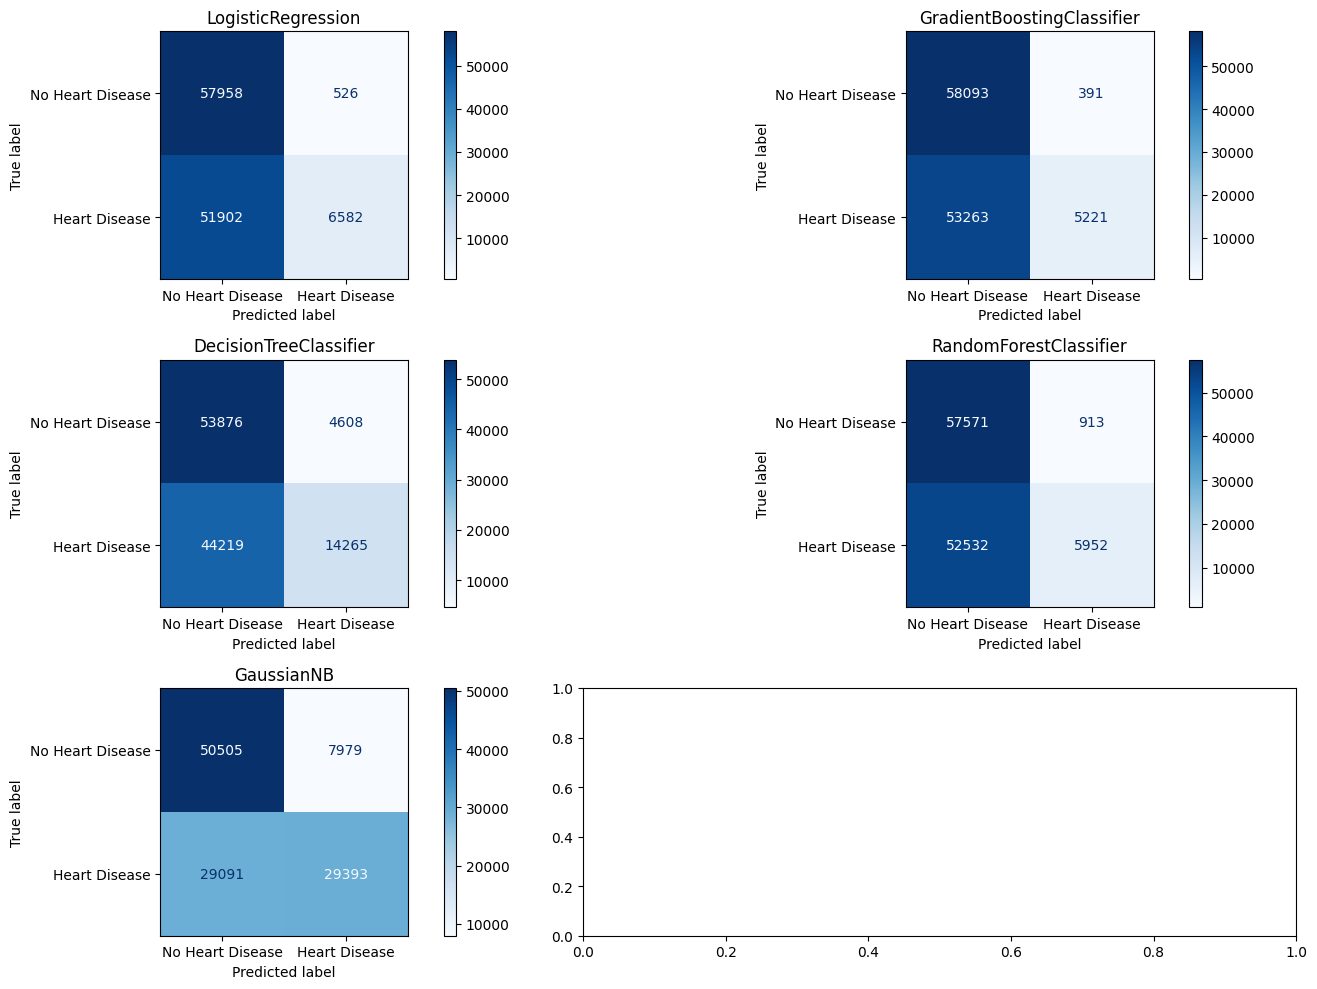 LogisticRegression
True label
No Heart Disease
57958 526
Heart Disease
51902 6582
No Heart Disease Heart Disease
Predicted label
50000
40000
30000
20000
10000
GradientBoostingClassifier
True label
No Heart Disease
58093 391
Heart Disease
53263 5221
No Heart Disease Heart Disease
Predicted label
50000
40000
30000
20000
10000
DecisionTreeClassifier
True label
No Heart Disease
53876 4608
Heart Disease
44219 14265
No Heart Disease Heart Disease
Predicted label
50000
40000
30000
20000
10000
RandomForestClassifier
True label
No Heart Disease
57571 913
Heart Disease
52532 5952
No Heart Disease Heart Disease
Predicted label
50000
40000
30000
20000
10000
GaussianNB
True label
No Heart Disease
50505 7979
Heart Disease
29091 29393
No Heart Disease Heart Disease
Predicted label
50000
40000
30000
20000
10000
1.0
0.8
0.6
0.4
0.2
0.0
0.0 0.2 0.4 0.6 0.8 1.0